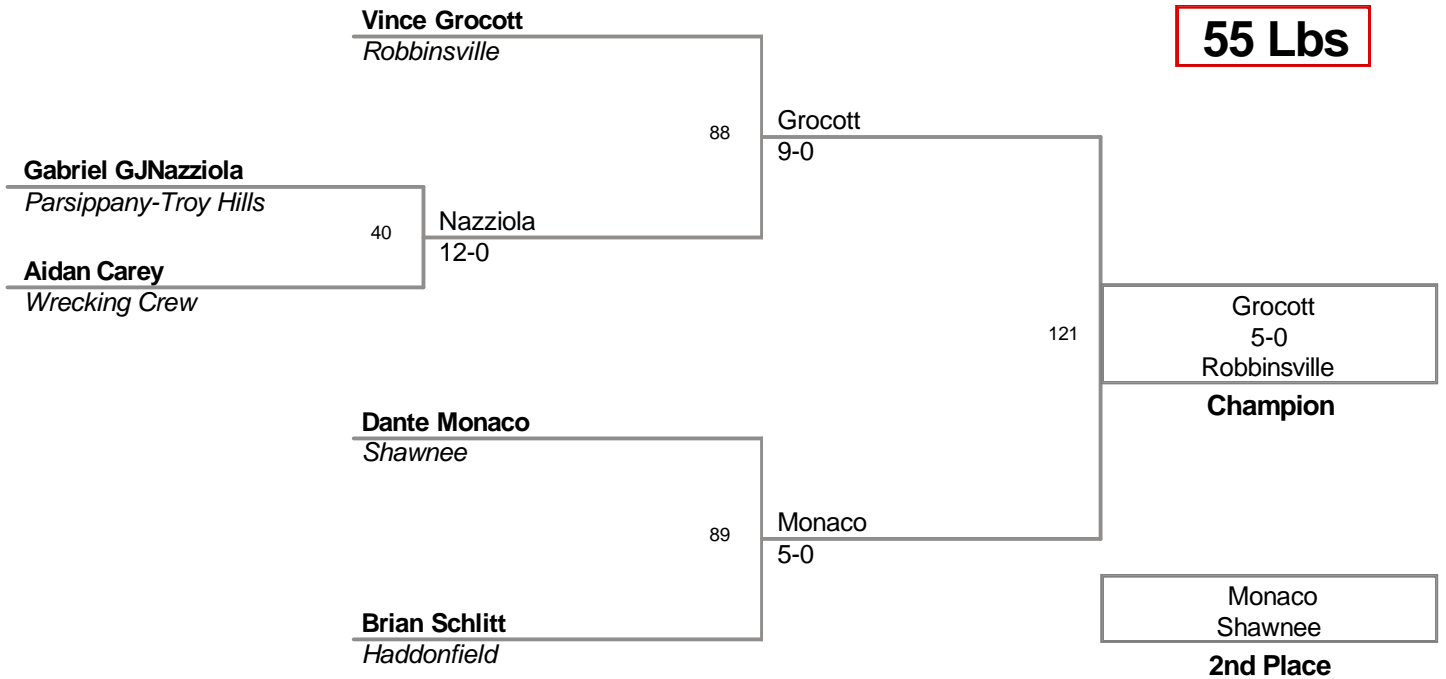 Vince Grocott
Robbinsville
55 Lbs
88
Grocott
9-0
Gabriel GJNazziola
Parsippany-Troy Hills
40
Nazziola
12-0
Aidan Carey
Wrecking Crew
121
Grocott
5-0
Robbinsville
Champion
Dante Monaco
Shawnee
89
Monaco
5-0
Brian Schlitt
Haddonfield
Monaco
Shawnee
2nd Place